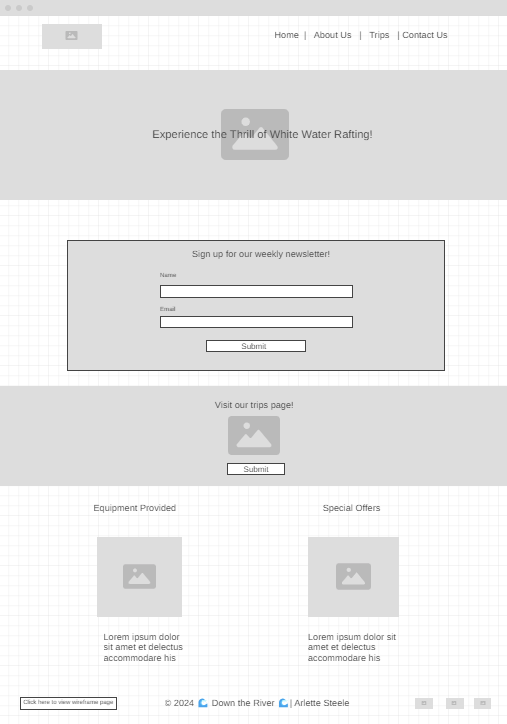 Home | About Us | Trips | Contact Us
Experience the Thrill of White Water Rafting!
Sign up for our weekly newsletter!
Name
Email
Submit
Visit our trips page!
Submit
Equipment Provided
Special Offers
Lorem ipsum dolor
sit amet et delectus
accommodare his
Lorem ipsum dolor sit
amet et delectus
accommodare his
Click here to view wireframe page
© 2024 🌊 Down the River 🌊 | Arlette Steele